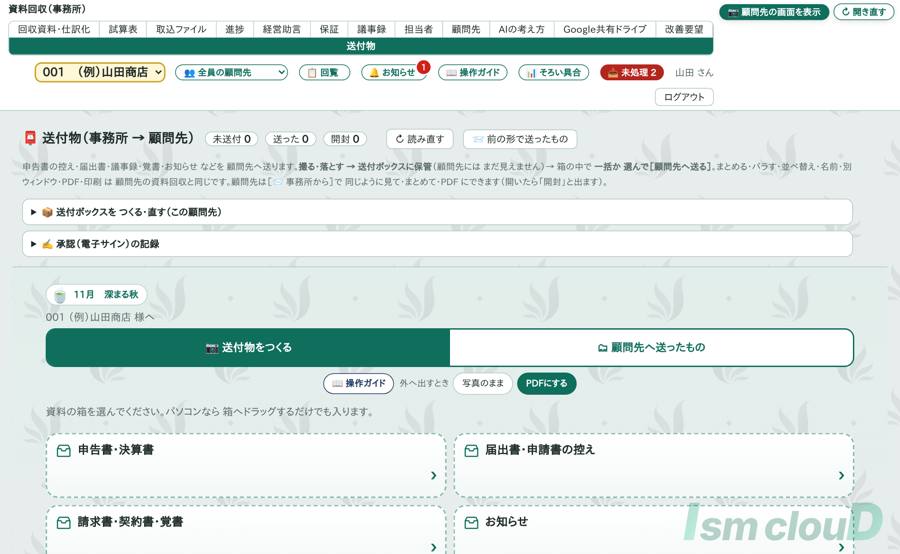 資料回収(事務所)
📷 顧問先の画面を表示
↻ 開き直す
回収資料・仕訳化 試算表 取込ファイル 進捗 経営助言 保証 議事録 担当者 顧問先 AIの考え方 Google共有ドライブ 改善要望
送付物
001 (例)山田商店
👥 全員の顧問先
📋 回覧
🔔 お知らせ 1
📖 操作ガイド
📊 そろい具合
📥 未処理 2
山田 さん
ログアウト
📮 送付物(事務所 → 顧問先)
未送付 0
送った 0
開封 0
↻ 読み直す
📨 前の形で送ったもの
申告書の控え・届出書・議事録・覚書・お知らせ などを 顧問先へ送ります。撮る・落とす → 送付ボックスに保管(顧問先には まだ見えません)→ 箱の中で 一括か 選んで[顧問先へ送る]。まとめる・バラす・並べ替え・名前・別
ウィンドウ・PDF・印刷 は 顧問先の資料回収と同じです。顧問先は[📨 事務所から]で 同じように見て・まとめて・PDF にできます(開いたら「開封」と出ます)。
▶ 📦 送付ボックスを つくる・直す(この顧問先)
▶ ✍ 承認(電子サイン)の記録
🍵 11月 深まる秋
001 (例)山田商店 様へ
📷 送付物をつくる
🗂 顧問先へ送ったもの
📖 操作ガイド
外へ出すとき
写真のまま
PDFにする
資料の箱を選んでください。パソコンなら 箱へドラッグするだけでも入ります。
申告書・決算書
届出書・申請書の控え
請求書・契約書・覚書
お知らせ
Ism clouD